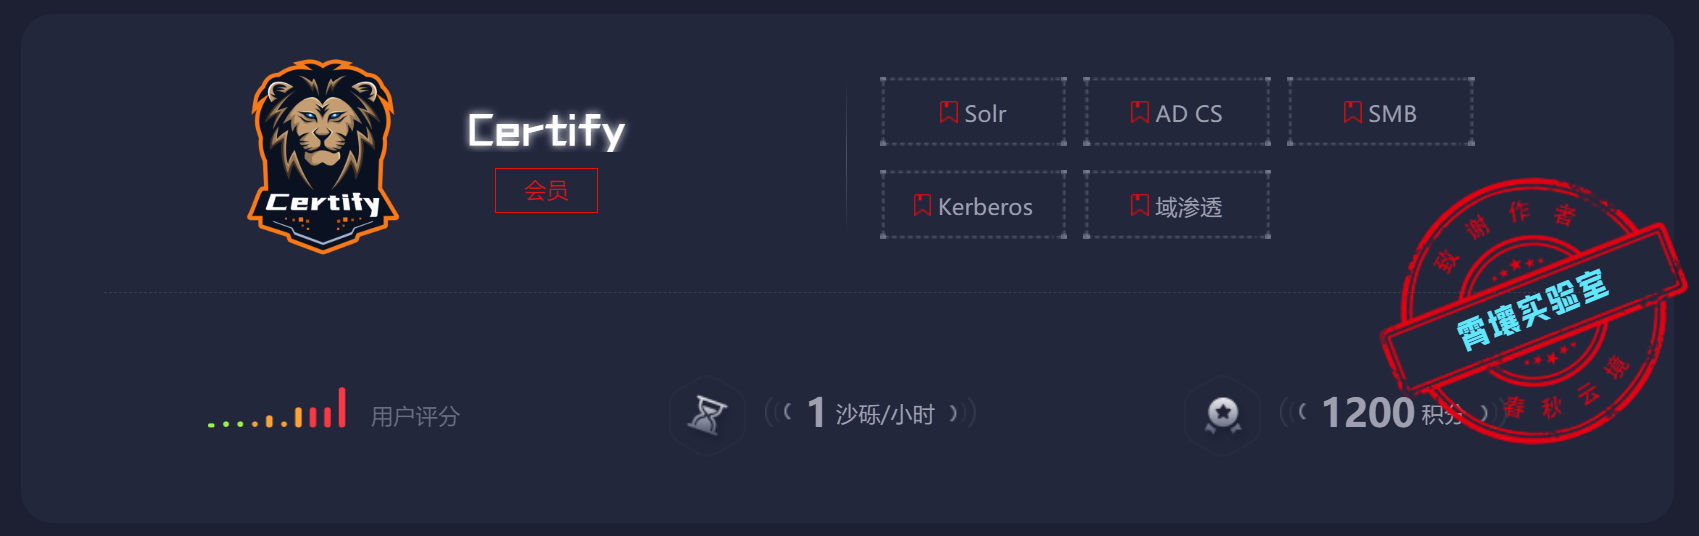 Certify
Certify
会员
Solr
AD CS
SMB
Kerberos
域渗透
致谢作者
霄壤实验室
春秋云境
用户评分
1 沙砾/小时
1200 积分